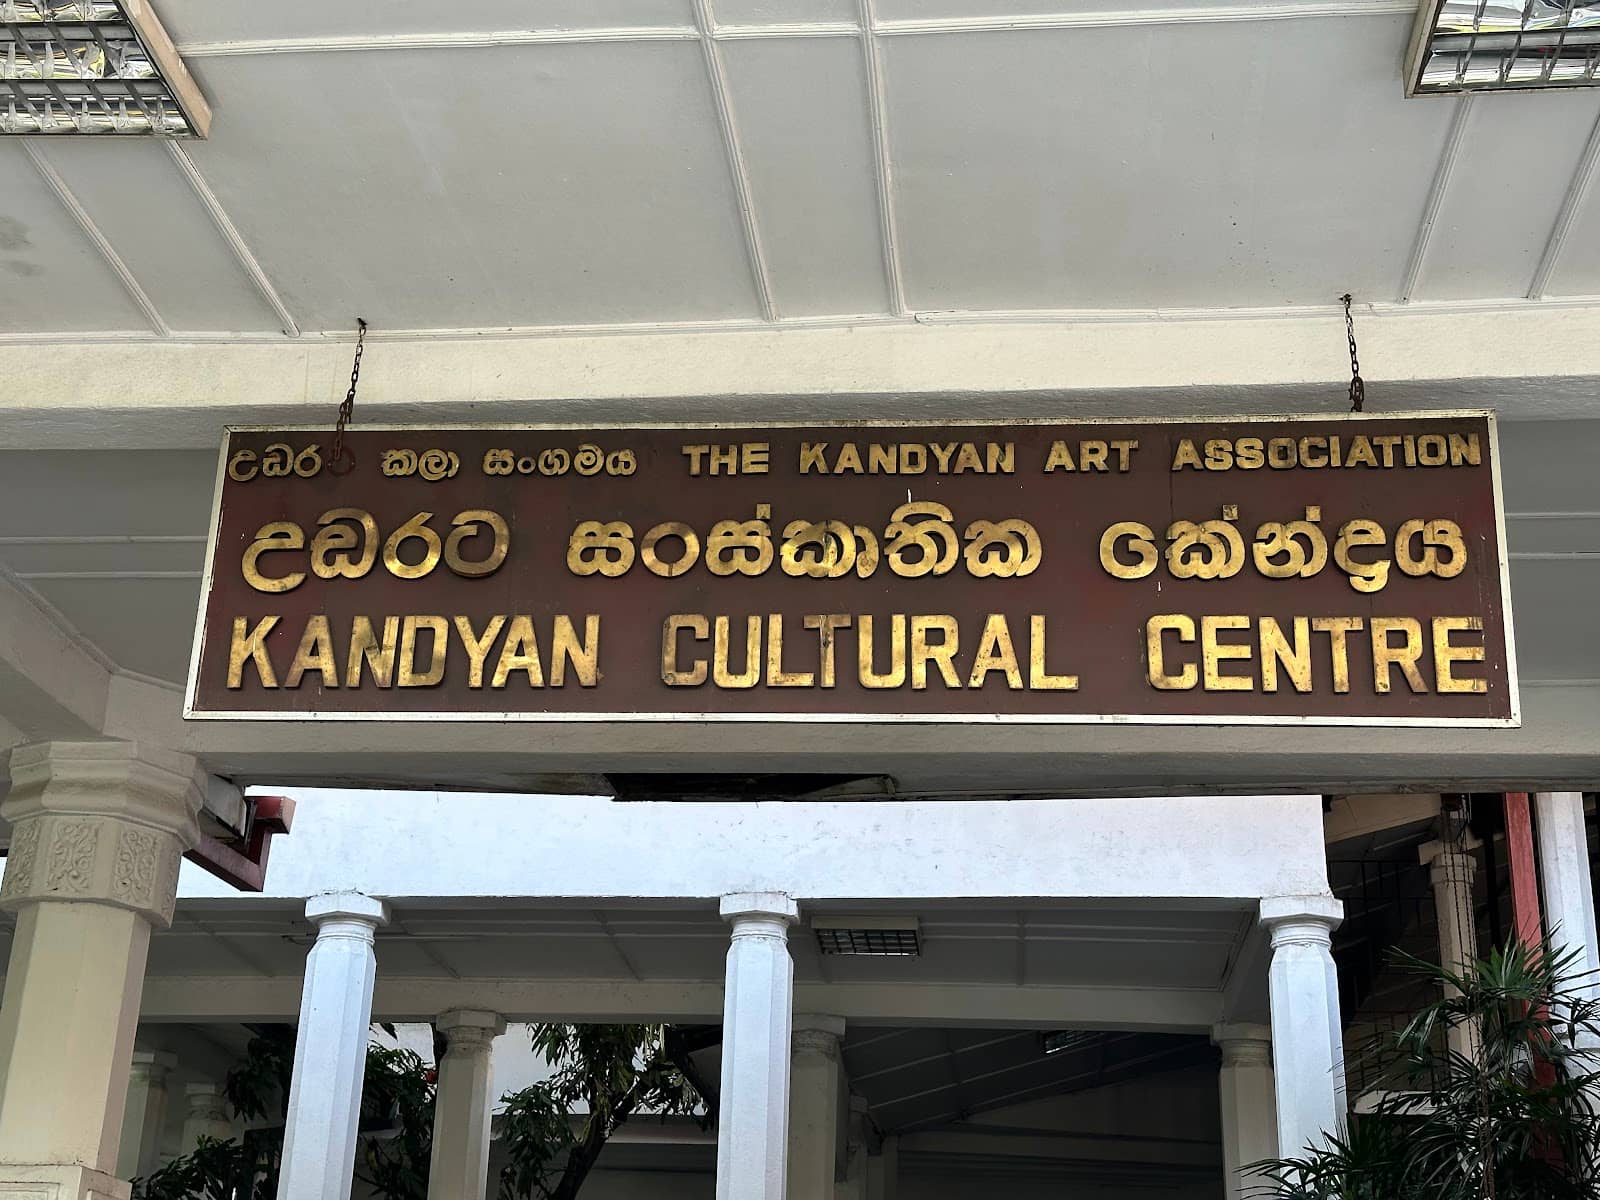 උඩරට කලා සංගමය THE KANDYAN ART ASSOCIATION
උඩරට සංස්කෘතික කේන්ද්‍රය
KANDYAN CULTURAL CENTRE